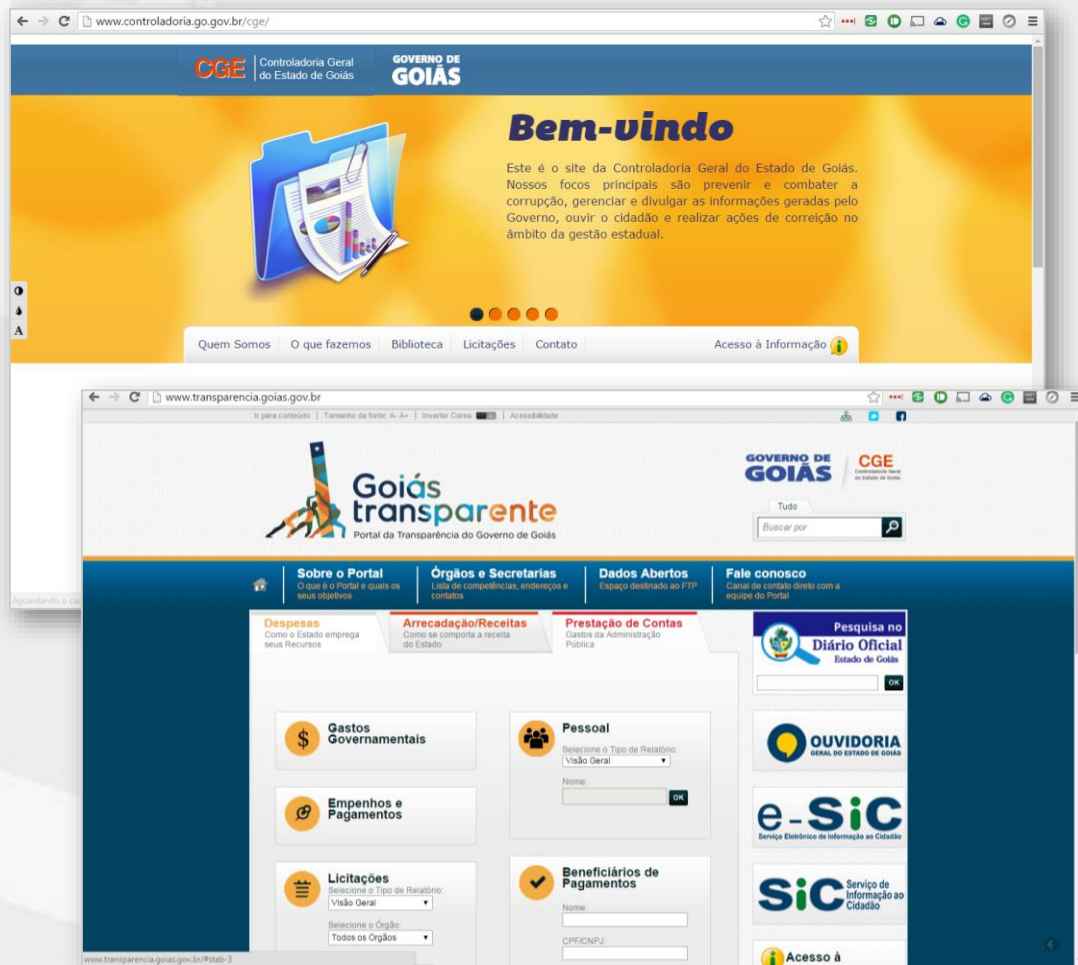 www.controladoria.go.gov.br/cge/
CGE
Controladoria Geral
do Estado de Goiás
GOVERNO DE
GOIÁS
Bem-vindo
Este é o site da Controladoria Geral do Estado de Goiás.
Nossos focos principais são prevenir e combater a
corrupção, gerenciar e divulgar as informações geradas pelo
Governo, ouvir o cidadão e realizar ações de correição no
âmbito da gestão estadual.
A
Quem Somos
O que fazemos
Biblioteca
Licitações
Contato
Acesso à Informação
www.transparencia.goias.gov.br
Ir para conteúdo | Tamanho da fonte: A- A+ | Inverter Cores: | Acessibilidade
Goiás
transparente
Portal da Transparência do Governo de Goiás
GOVERNO DE
GOIÁS
CGE
Controladoria Geral
do Estado de Goiás
Tudo
Buscar por
Sobre o Portal
O que é o Portal e quais os
seus objetivos
Órgãos e Secretarias
Lista de competências, endereços e
contatos
Dados Abertos
Espaço destinado ao FTP
Fale conosco
Canal de contato direto com a
equipe do Portal
Aguardando o
Despesas
Como o Estado emprega
seus Recursos
Arrecadação/Receitas
Como se comporta a receita
do Estado
Prestação de Contas
Gastos da Administração
Pública
Pesquisa no
Diário Oficial
Estado de Goiás
OK
Gastos
Governamentais
Pessoal
Selecione o Tipo de Relatório:
Visão Geral
Nome:
OK
OUVIDORIA
GERAL DO ESTADO DE GOIÁS
Empenhos e
Pagamentos
e-SiC
Serviço Eletrônico de Informação ao Cidadão
Licitações
Selecione o Tipo de Relatório:
Visão Geral
Selecione o Órgão:
Todos os Órgãos
Beneficiários de
Pagamentos
Nome:
CPF/CNPJ:
SiC
Serviço de
Informação ao
Cidadão
Acesso à
www.transparencia.goias.gov.br/#stab-3